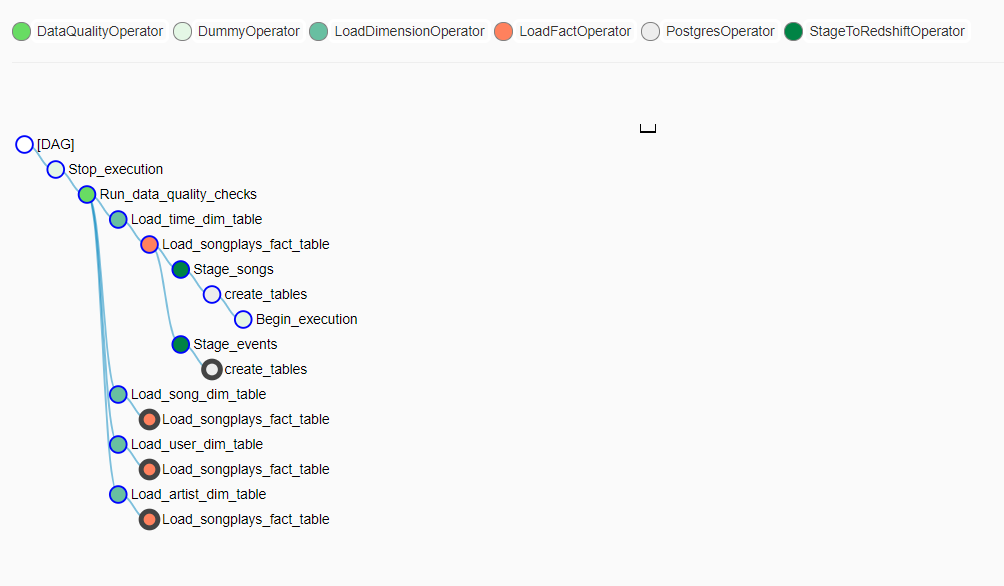 DataQualityOperator DummyOperator LoadDimensionOperator LoadFactOperator PostgresOperator StageToRedshiftOperator
[DAG]
Stop_execution
Run_data_quality_checks
Load_time_dim_table
Load_songplays_fact_table
Stage_songs
create_tables
Begin_execution
Stage_events
create_tables
Load_song_dim_table
Load_songplays_fact_table
Load_user_dim_table
Load_songplays_fact_table
Load_artist_dim_table
Load_songplays_fact_table